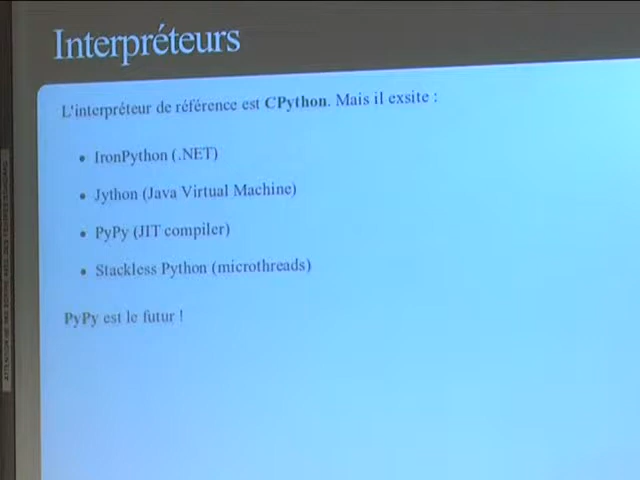 Interpréteurs
L'interpréteur de référence est CPython. Mais il exsite :
• IronPython (.NET)
• Jython (Java Virtual Machine)
• PyPy (JIT compiler)
• Stackless Python (microthreads)
PyPy est le futur !